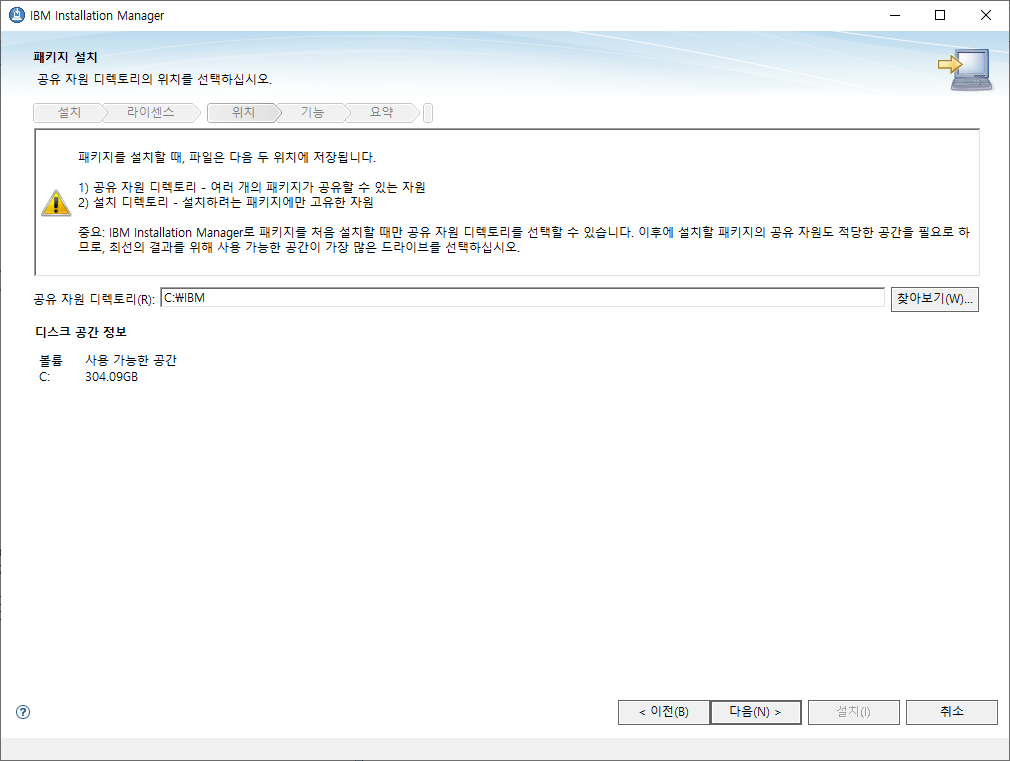 IBM Installation Manager
패키지 설치
공유 자원 디렉토리의 위치를 선택하십시오.
설치 라이센스 위치 기능 요약
패키지를 설치할 때, 파일은 다음 두 위치에 저장됩니다.
1) 공유 자원 디렉토리 - 여러 개의 패키지가 공유할 수 있는 자원
2) 설치 디렉토리 - 설치하려는 패키지에만 고유한 자원
중요: IBM Installation Manager로 패키지를 처음 설치할 때만 공유 자원 디렉토리를 선택할 수 있습니다. 이후에 설치할 패키지의 공유 자원도 적당한 공간을 필요로 하
므로, 최선의 결과를 위해 사용 가능한 공간이 가장 많은 드라이브를 선택하십시오.
공유 자원 디렉토리(R): C:₩IBM 찾아보기(W)...
디스크 공간 정보
볼륨 사용 가능한 공간
C: 304.09GB
? < 이전(B) 다음(N) > 설치(I) 취소